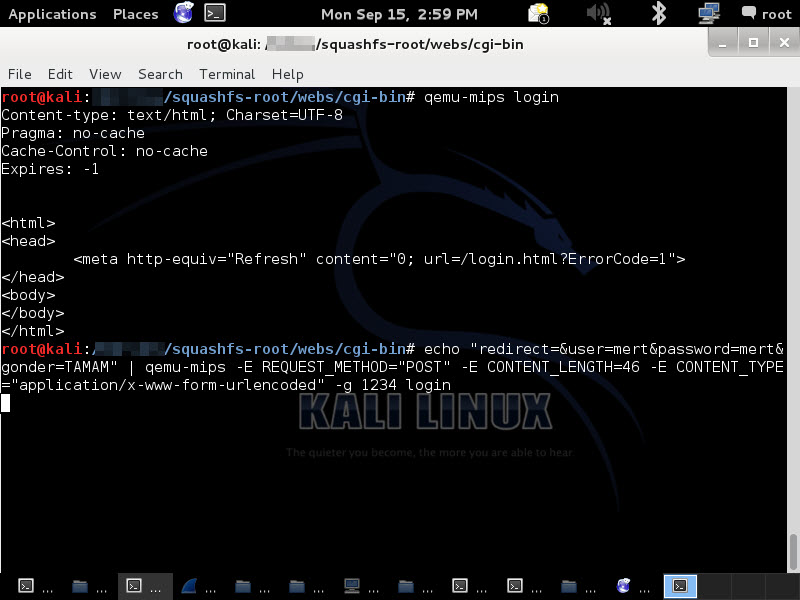 Applications Places Mon Sep 15, 2:59 PM 1 root
root@kali: /squashfs-root/webs/cgi-bin
File Edit View Search Terminal Help
root@kali: /squashfs-root/webs/cgi-bin# qemu-mips login
Content-type: text/html; Charset=UTF-8
Pragma: no-cache
Cache-Control: no-cache
Expires: -1
<html>
<head>
<meta http-equiv="Refresh" content="0; url=/login.html?ErrorCode=1">
</head>
<body>
</body>
</html>
root@kali:/ /squashfs-root/webs/cgi-bin# echo "redirect=&user=mert&password=mert&
gonder=TAMAM" | qemu-mips -E REQUEST_METHOD="POST" -E CONTENT_LENGTH=46 -E CONTENT_TYPE
="application/x-www-form-urlencoded" -g 1234 login
KALI LINUX
The quieter you become, the more you are able to hear
... ... ... ... ... ... ... ... ... ... ... ...